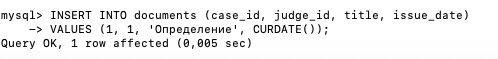 mysql> INSERT INTO documents (case_id, judge_id, title, issue_date)
    -> VALUES (1, 1, 'Определение', CURDATE());
Query OK, 1 row affected (0,005 sec)